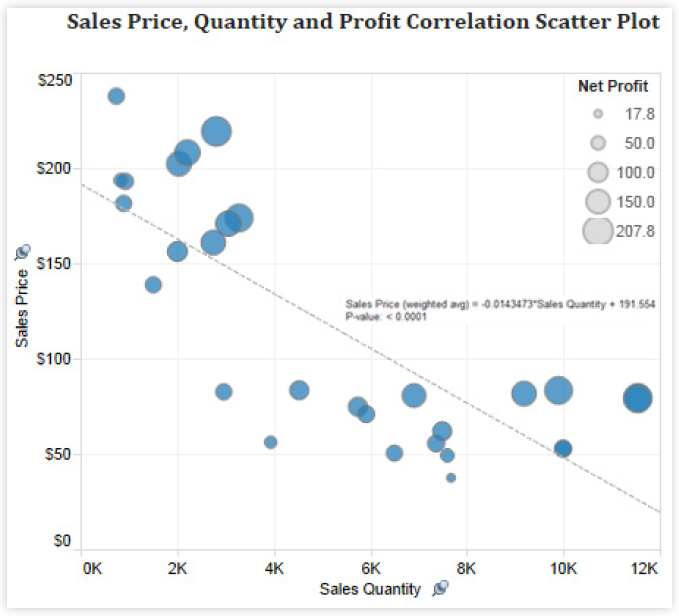 Sales Price, Quantity and Profit Correlation Scatter Plot
Net Profit
17.8
50.0
100.0
150.0
207.8
$250
$200
$150
$100
$50
$0
Sales Price
Sales Price (weighted avg) = -0.0143473*Sales Quantity + 191.554
P-value: < 0.0001
0K 2K 4K 6K 8K 10K 12K
Sales Quantity